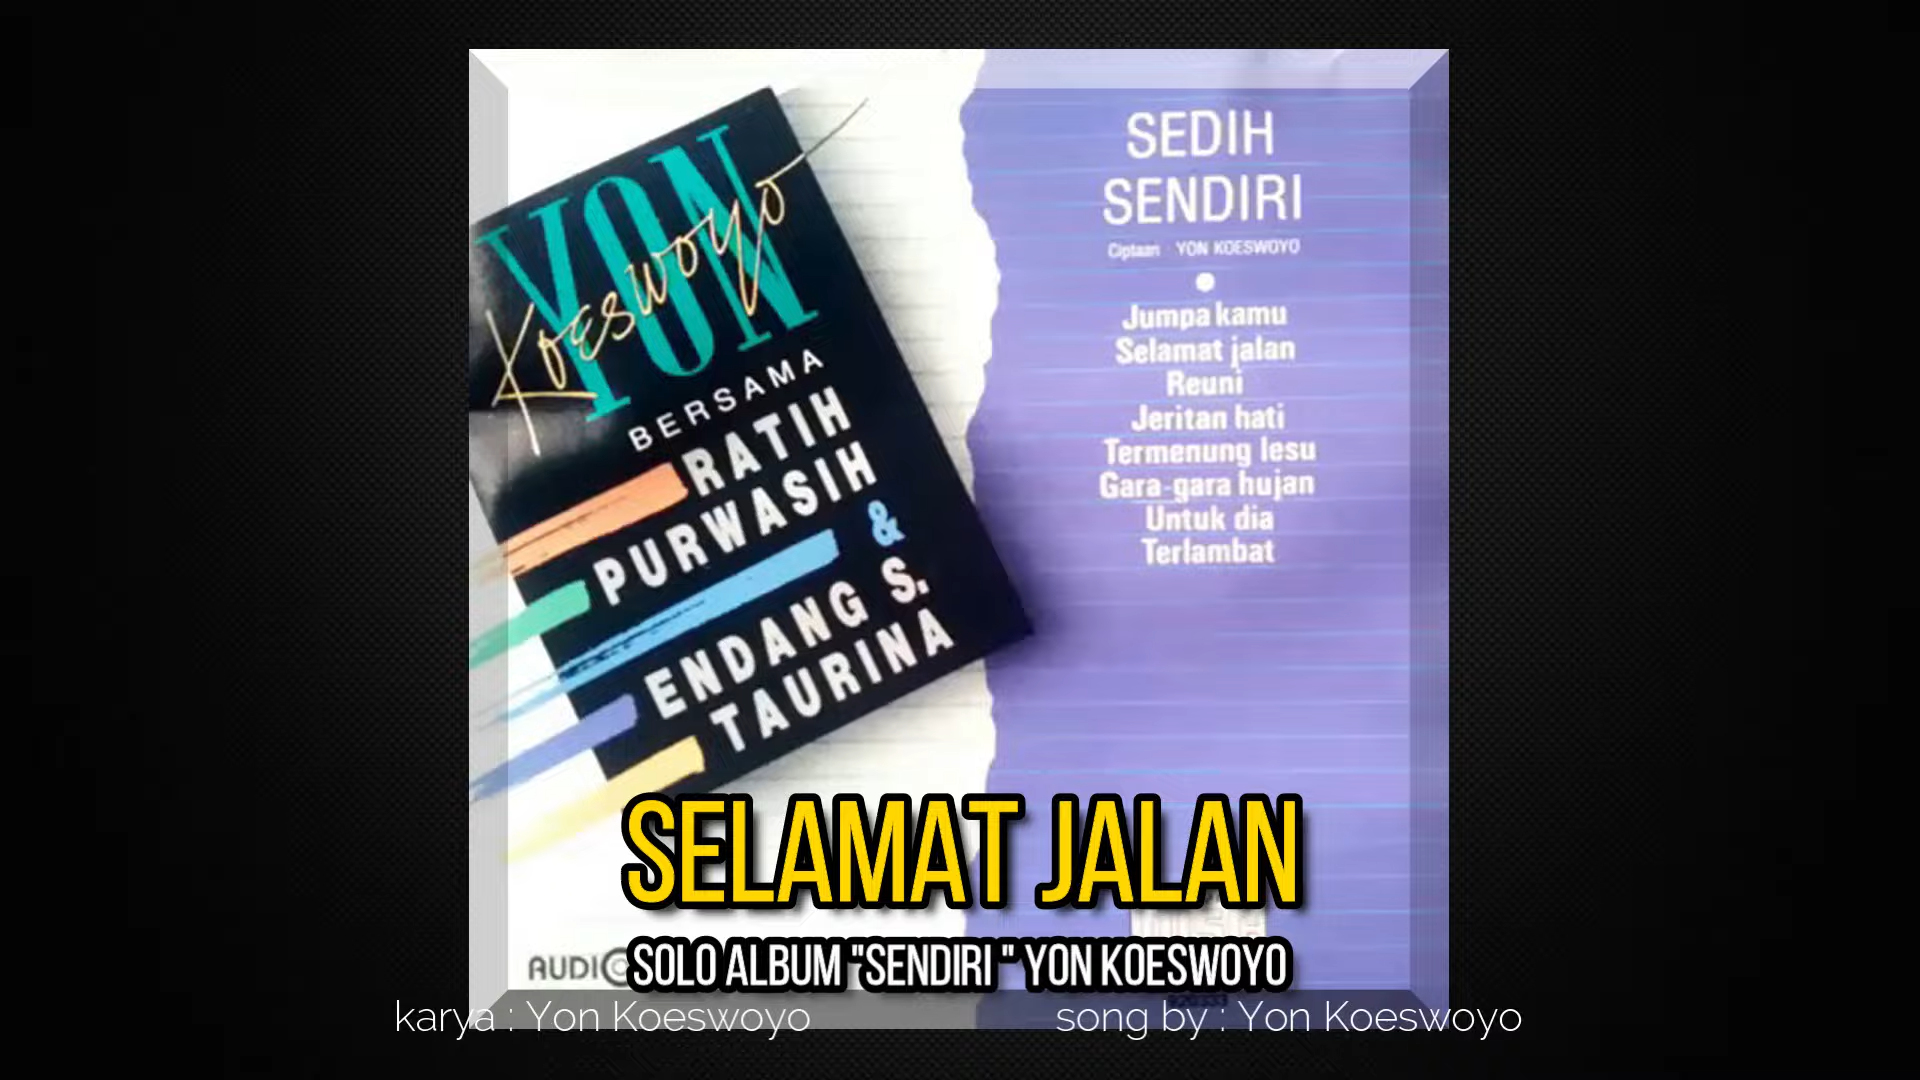 YON
Koeswoyo
BERSAMA
RATIH
PURWASIH
&
ENDANG S.
TAURINA
SEDIH
SENDIRI
Ciptaan YON KOESWOYO
Jumpa kamu
Selamat jalan
Reuni
Jeritan hati
Termenung lesu
Gara-gara hujan
Untuk dia
Terlambat
SELAMAT JALAN
SOLO ALBUM "SENDIRI " YON KOESWOYO
karya : Yon Koeswoyo
song by : Yon Koeswoyo